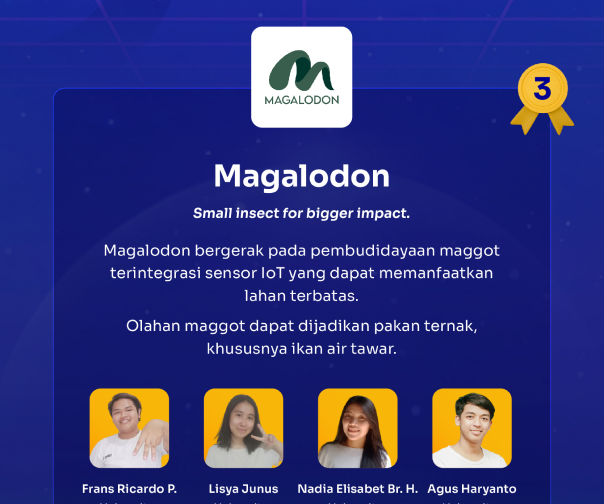 MAGALODON
3
Magalodon
Small insect for bigger impact.
Magalodon bergerak pada pembudidayaan maggot
terintegrasi sensor IoT yang dapat memanfaatkan
lahan terbatas.
Olahan maggot dapat dijadikan pakan ternak,
khususnya ikan air tawar.
Frans Ricardo P.
Lisya Junus
Nadia Elisabet Br. H.
Agus Haryanto